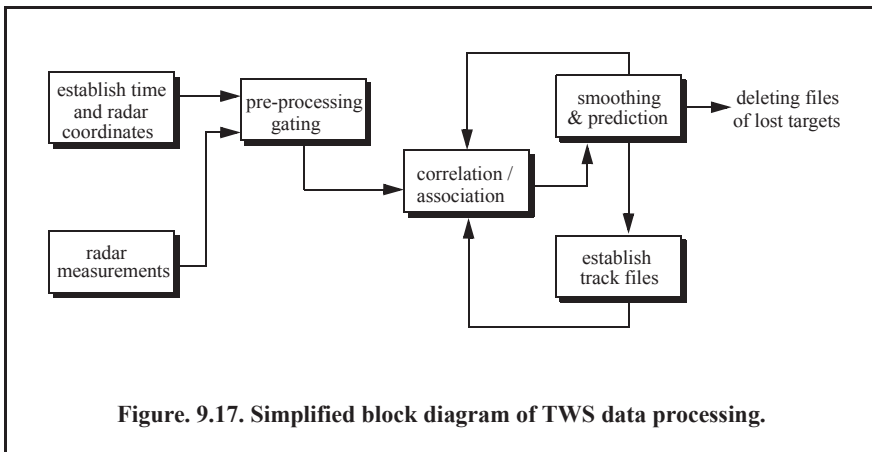 establish time
and radar
coordinates
pre-processing
gating
smoothing
& prediction
deleting files
of lost targets
correlation /
association
radar
measurements
establish
track files
Figure. 9.17. Simplified block diagram of TWS data processing.